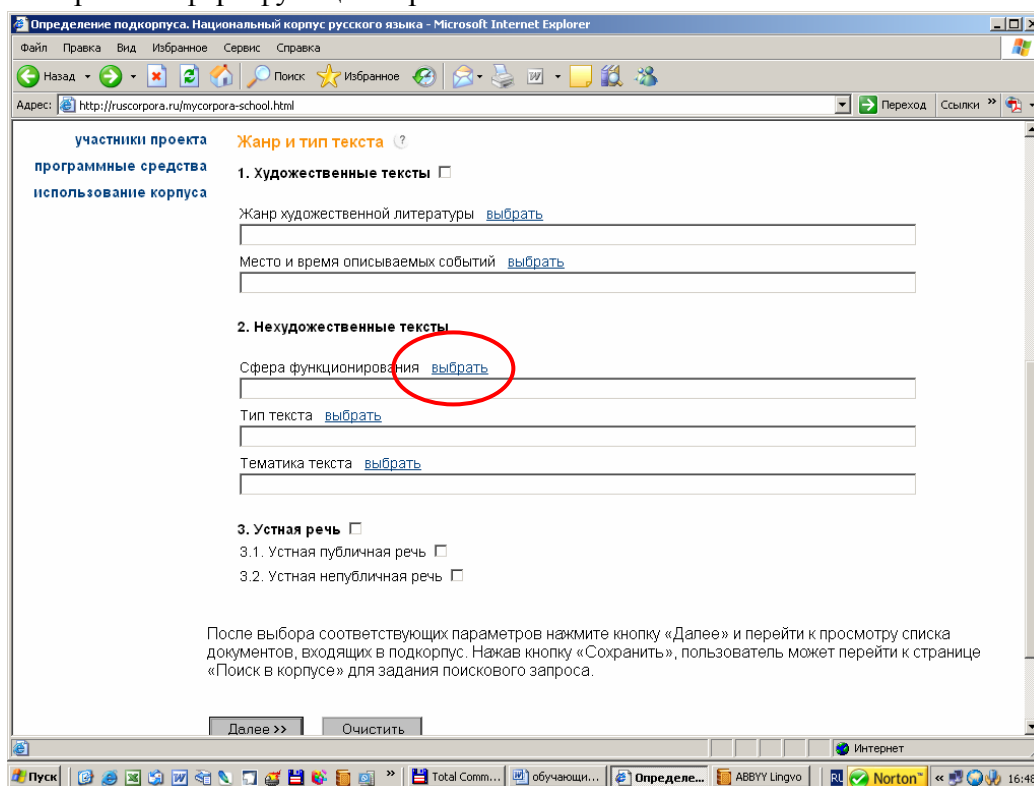 Определение подкорпуса. Национальный корпус русского языка - Microsoft Internet Explorer
Файл Правка Вид Избранное Сервис Справка
Назад Поиск Избранное
Адрес: http://ruscorpora.ru/mycorpora-school.html Переход Ссылки »
участники проекта
программные средства
использование корпуса
Жанр и тип текста ?
1. Художественные тексты
Жанр художественной литературы выбрать
Место и время описываемых событий выбрать
2. Нехудожественные тексты
Сфера функционирования выбрать
Тип текста выбрать
Тематика текста выбрать
3. Устная речь
3.1. Устная публичная речь
3.2. Устная непубличная речь
После выбора соответствующих параметров нажмите кнопку «Далее» и перейти к просмотру списка
документов, входящих в подкорпус. Нажав кнопку «Сохранить», пользователь может перейти к странице
«Поиск в корпусе» для задания поискового запроса.
Далее >> Очистить
Интернет
Пуск » Total Comm... обучающи... Определе... ABBYY Lingvo RL Norton™ « 16:48